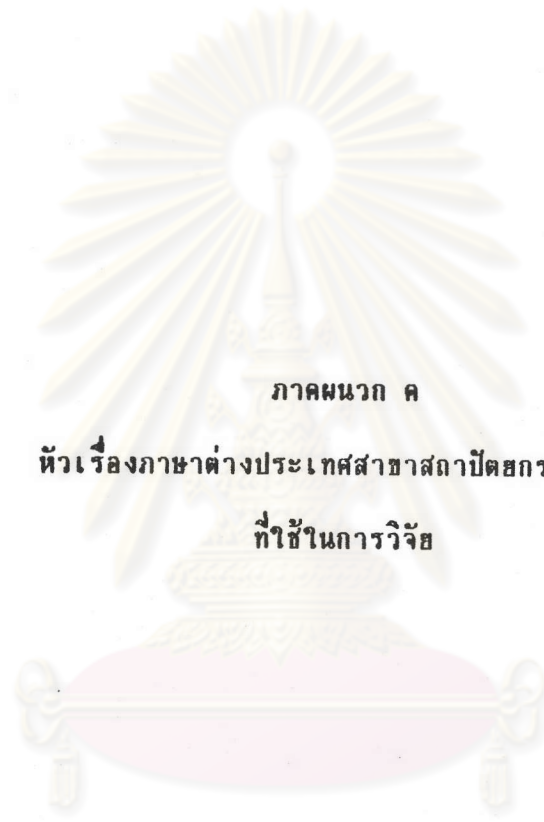 ภาคผนวก ค
หัวเรื่องภาษาต่างประเทศสาขาสถาปัตยกร
ที่ใช้ในการวิจัย